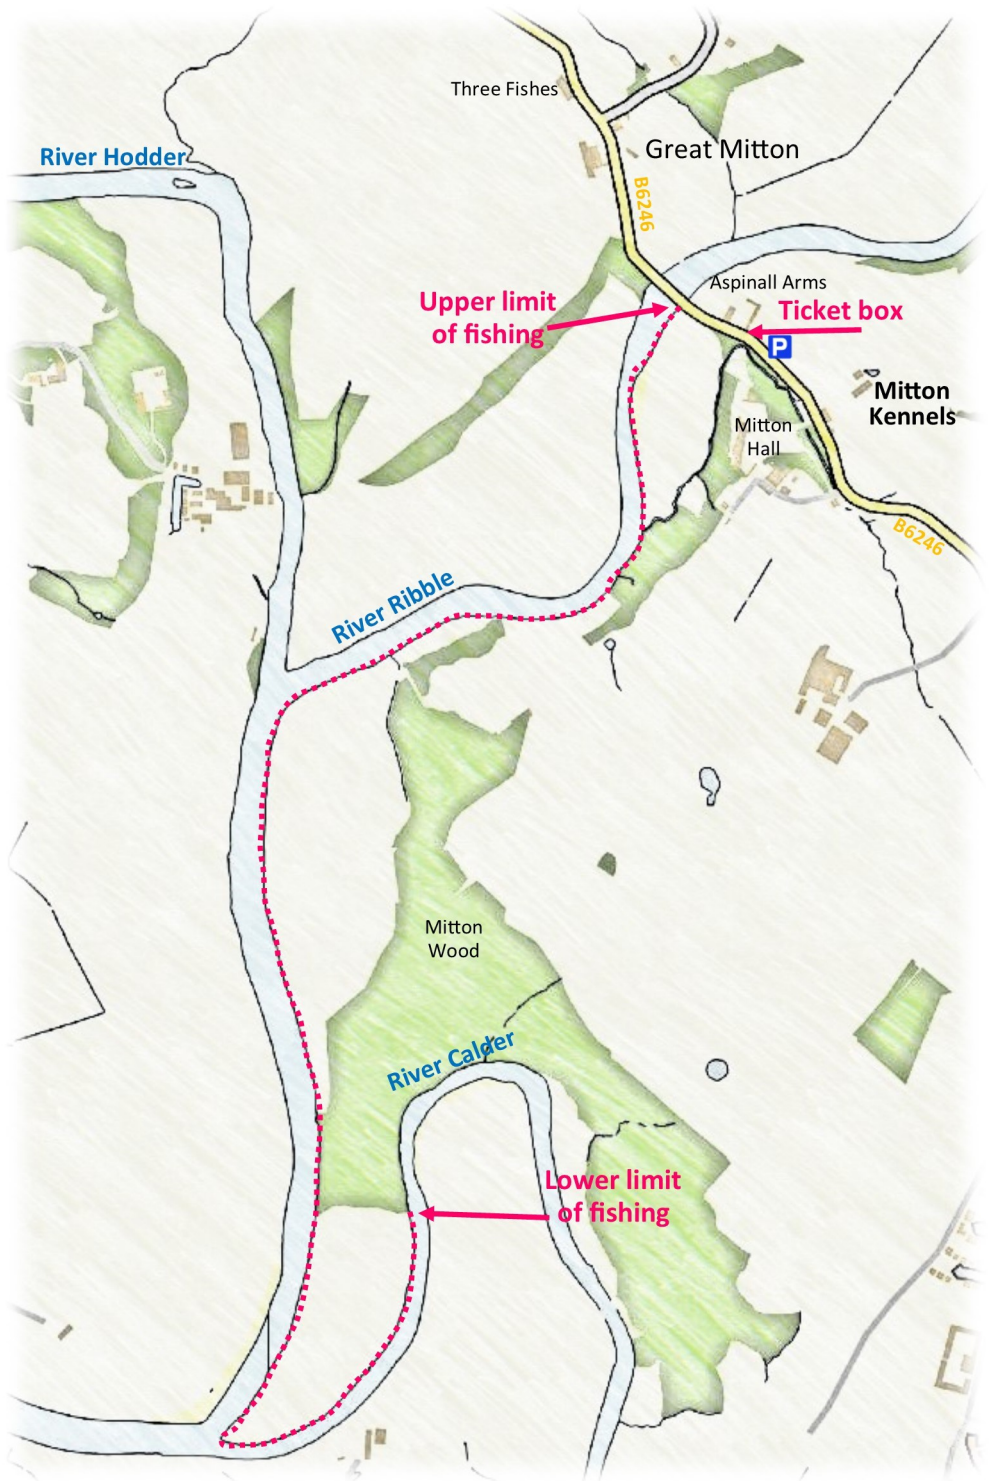 Three Fishes
River Hodder
Great Mitton
B6246
Aspinall Arms
Upper limit
of fishing
Ticket box
P
Mitton
Kennels
Mitton
Hall
B6246
River Ribble
Mitton
Wood
River Calder
Lower limit
of fishing